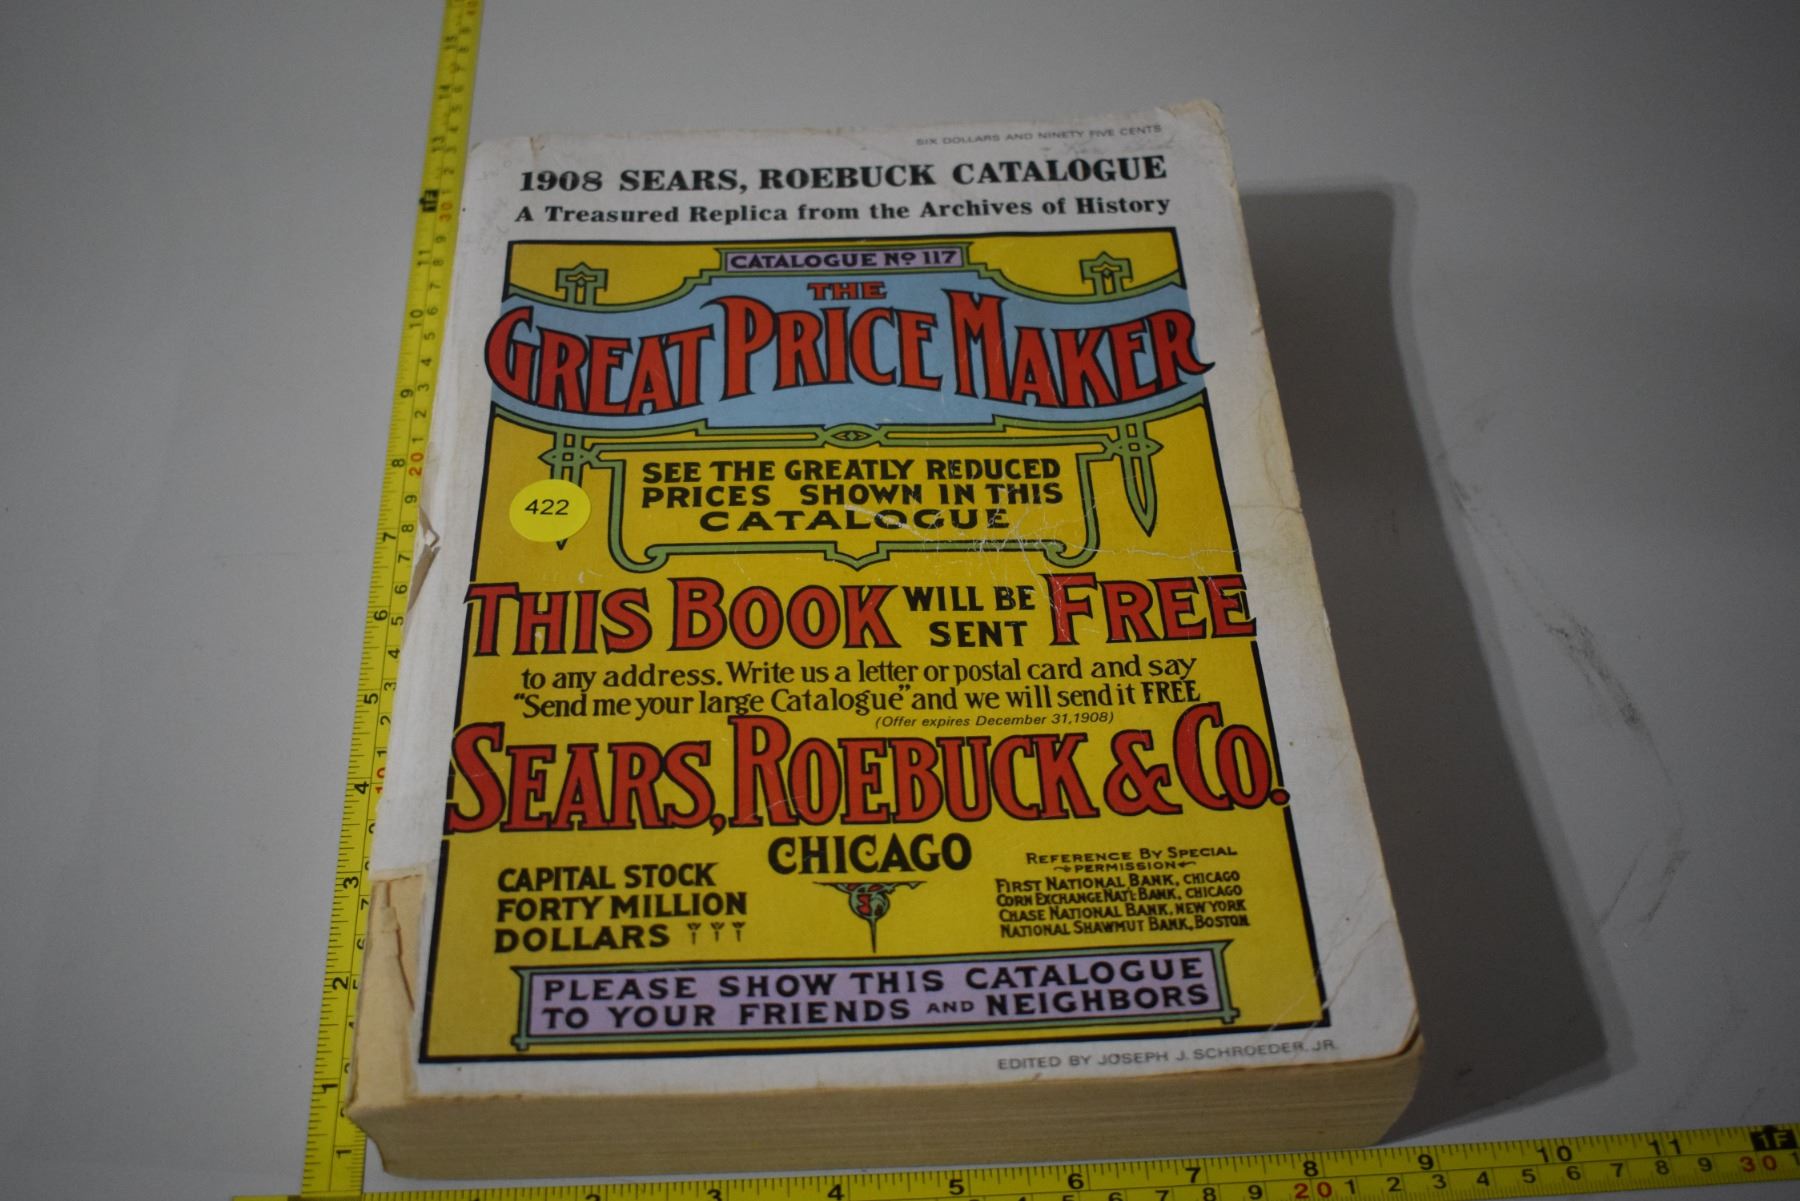 SIX DOLLARS AND NINETY FIVE CENTS
1908 SEARS, ROEBUCK CATALOGUE
A Treasured Replica from the Archives of History
CATALOGUE No 117
THE
GREAT PRICE MAKER
SEE THE GREATLY REDUCED
PRICES SHOWN IN THIS
CATALOGUE
422
THIS BOOK WILL BE SENT FREE
to any address. Write us a letter or postal card and say
“Send me your large Catalogue” and we will send it FREE
(Offer expires December 31, 1908)
SEARS, ROEBUCK & CO.
CHICAGO
CAPITAL STOCK
FORTY MILLION
DOLLARS
REFERENCE BY SPECIAL
PERMISSION
FIRST NATIONAL BANK, CHICAGO
CORN EXCHANGE NAT'L BANK, CHICAGO
CHASE NATIONAL BANK, NEW YORK
NATIONAL SHAWMUT BANK, BOSTON
PLEASE SHOW THIS CATALOGUE
TO YOUR FRIENDS AND NEIGHBORS
EDITED BY JOSEPH J. SCHROEDER, JR.